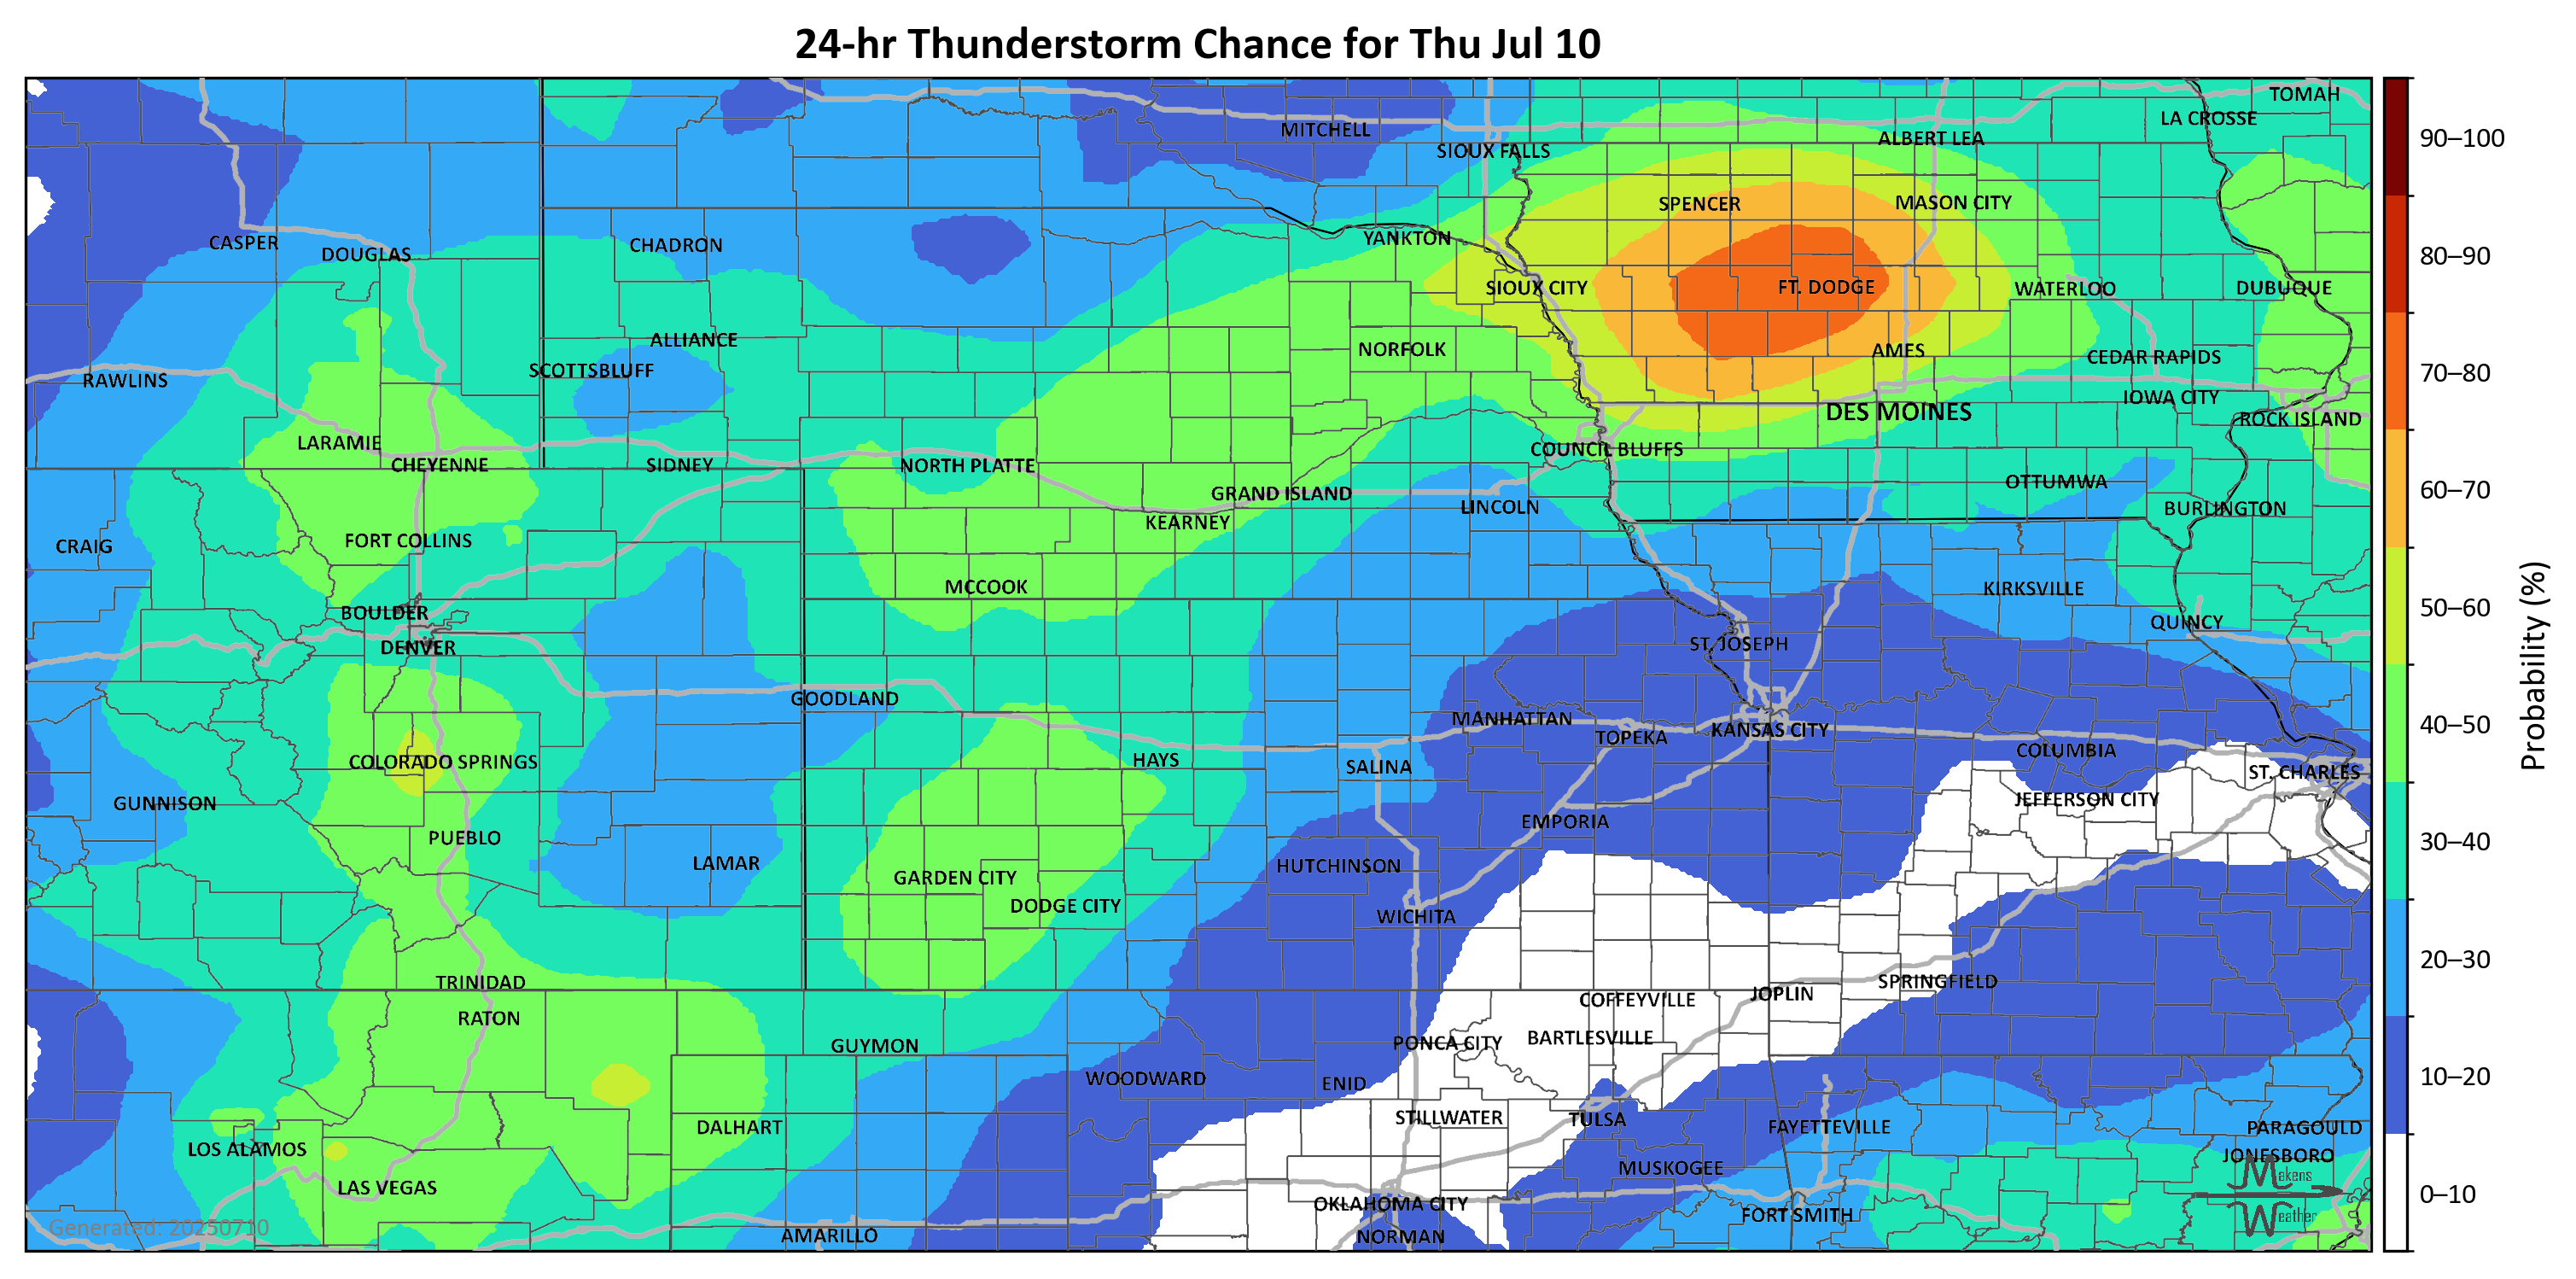 24-hr Thunderstorm Chance for Thu Jul 10
TOMAH
LA CROSSE
MITCHELL
ALBERT LEA
SIOUX FALLS
SPENCER
MASON CITY
CASPER
DOUGLAS
CHADRON
YANKTON
SIOUX CITY
FT. DODGE
WATERLOO
DUBUQUE
ALLIANCE
NORFOLK
AMES
CEDAR RAPIDS
RAWLINS
SCOTTSBLUFF
IOWA CITY
DES MOINES
ROCK ISLAND
LARAMIE
COUNCIL BLUFFS
CHEYENNE
SIDNEY
NORTH PLATTE
OTTUMWA
GRAND ISLAND
LINCOLN
BURLINGTON
KEARNEY
CRAIG
FORT COLLINS
MCCOOK
KIRKSVILLE
BOULDER
QUINCY
DENVER
ST. JOSEPH
GOODLAND
MANHATTAN
TOPEKA
KANSAS CITY
COLUMBIA
COLORADO SPRINGS
HAYS
SALINA
ST. CHARLES
GUNNISON
JEFFERSON CITY
PUEBLO
EMPORIA
LAMAR
HUTCHINSON
GARDEN CITY
DODGE CITY
WICHITA
TRINIDAD
SPRINGFIELD
COFFEYVILLE
JOPLIN
RATON
GUYMON
PONCA CITY
BARTLESVILLE
WOODWARD
ENID
DALHART
STILLWATER
TULSA
FAYETTEVILLE
PARAGOULD
LOS ALAMOS
JONESBORO
MUSKOGEE
LAS VEGAS
OKLAHOMA CITY
FORT SMITH
AMARILLO
NORMAN
Generated: 20250710
Makens
Weather
90–100
80–90
70–80
60–70
50–60
40–50
30–40
20–30
10–20
0–10
Probability (%)